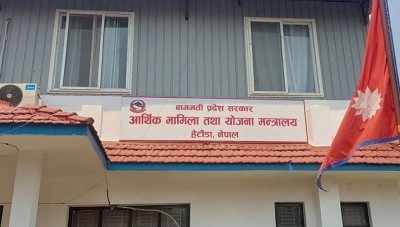 बागमती प्रदेश सरकार
आर्थिक मामिला तथा योजना मन्त्रालय
हेटौंडा, नेपाल